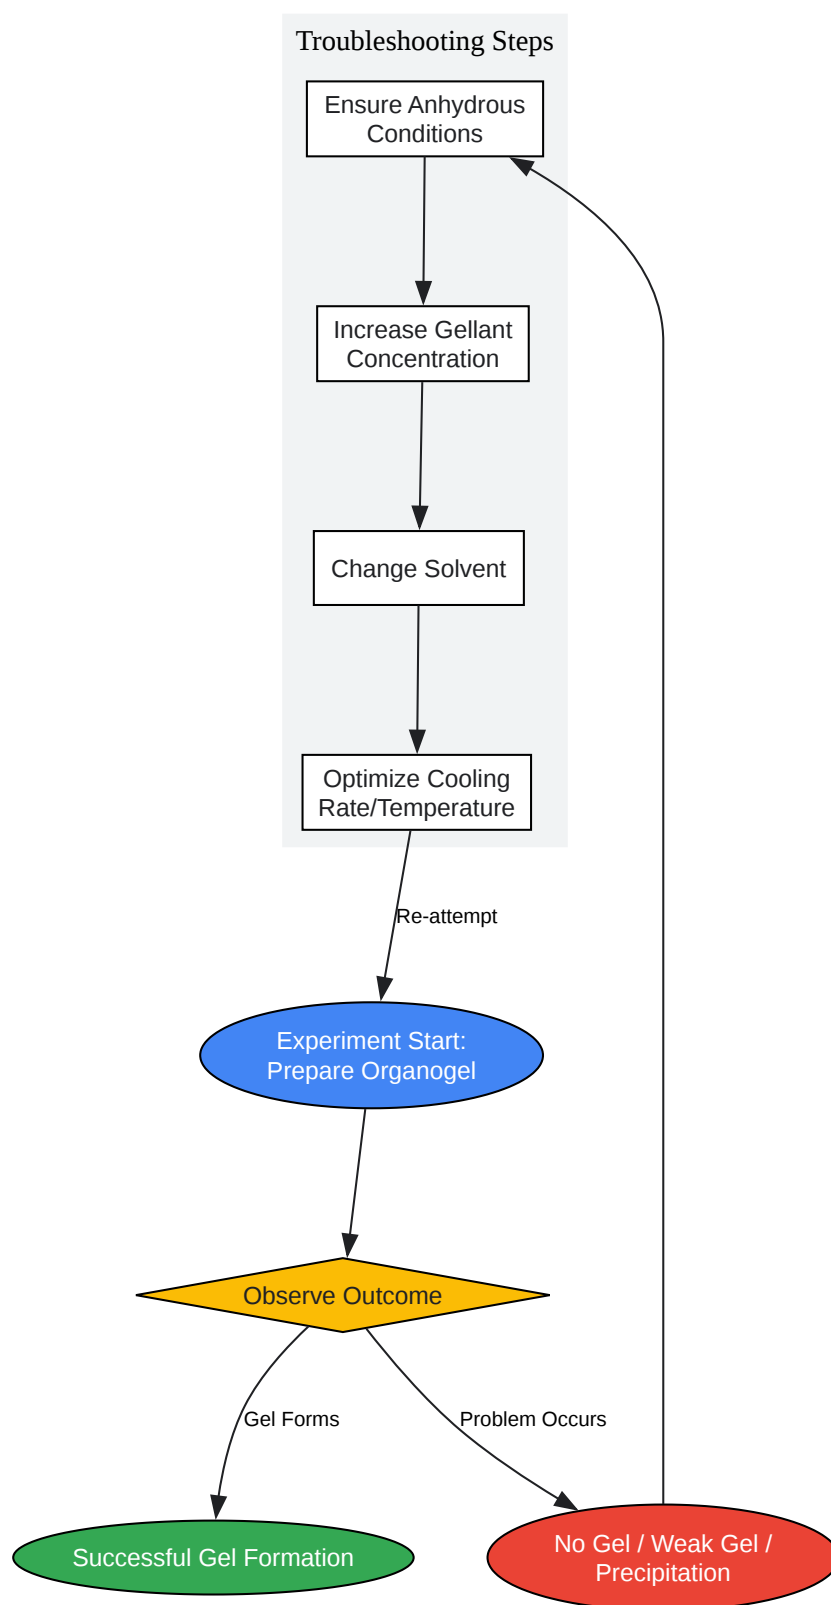 Troubleshooting Steps
Ensure Anhydrous
Conditions
Increase Gellant
Concentration
Change Solvent
Optimize Cooling
Rate/Temperature
Re-attempt
Experiment Start:
Prepare Organogel
Observe Outcome
Gel Forms
Problem Occurs
Successful Gel Formation
No Gel / Weak Gel /
Precipitation